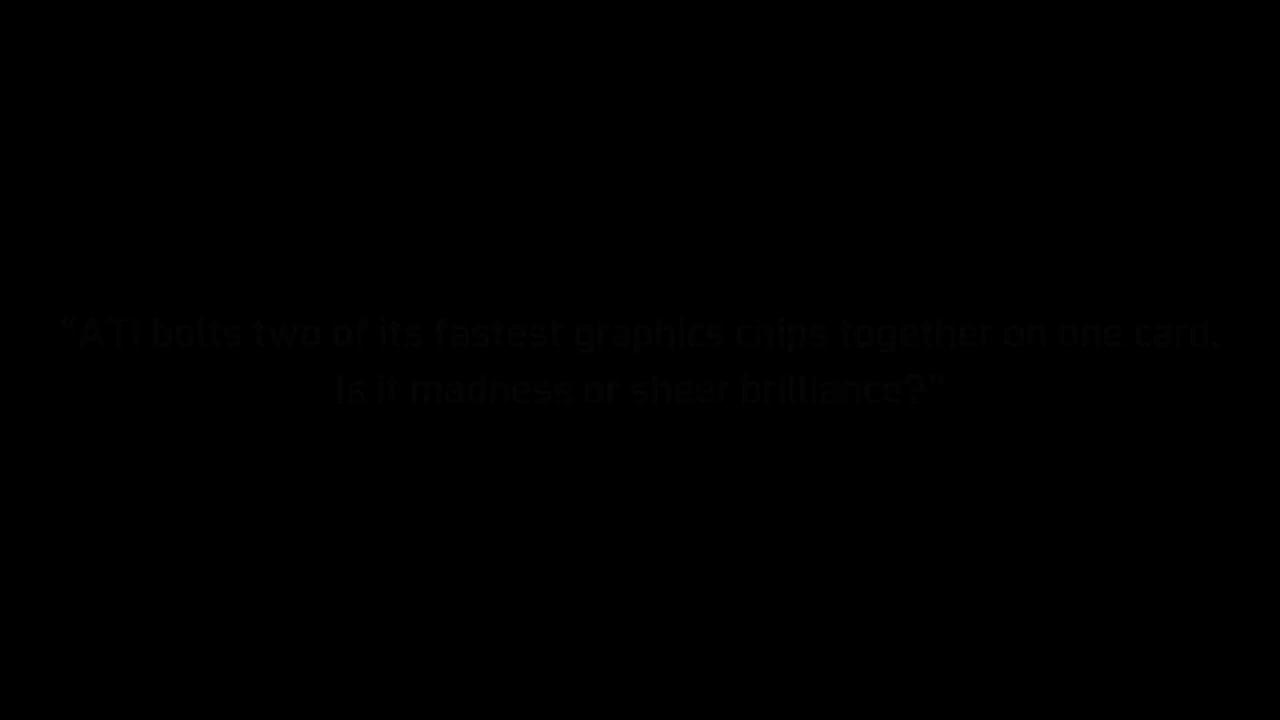 “ATI bolts two of its fastest graphics chips together on one card.
Is it madness or sheer brilliance?”